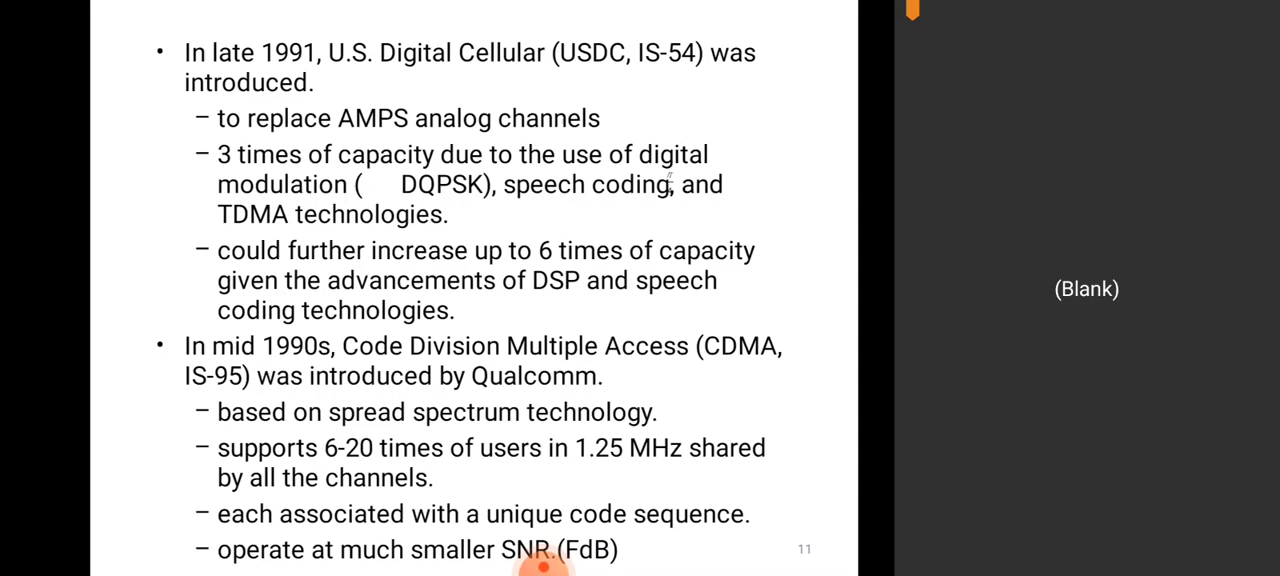 • In late 1991, U.S. Digital Cellular (USDC, IS-54) was
introduced.
– to replace AMPS analog channels
– 3 times of capacity due to the use of digital
modulation ( DQPSK), speech coding, and
TDMA technologies.
– could further increase up to 6 times of capacity
given the advancements of DSP and speech
coding technologies.
• In mid 1990s, Code Division Multiple Access (CDMA,
IS-95) was introduced by Qualcomm.
– based on spread spectrum technology.
– supports 6-20 times of users in 1.25 MHz shared
by all the channels.
– each associated with a unique code sequence.
– operate at much smaller SNR.(FdB)
11
(Blank)